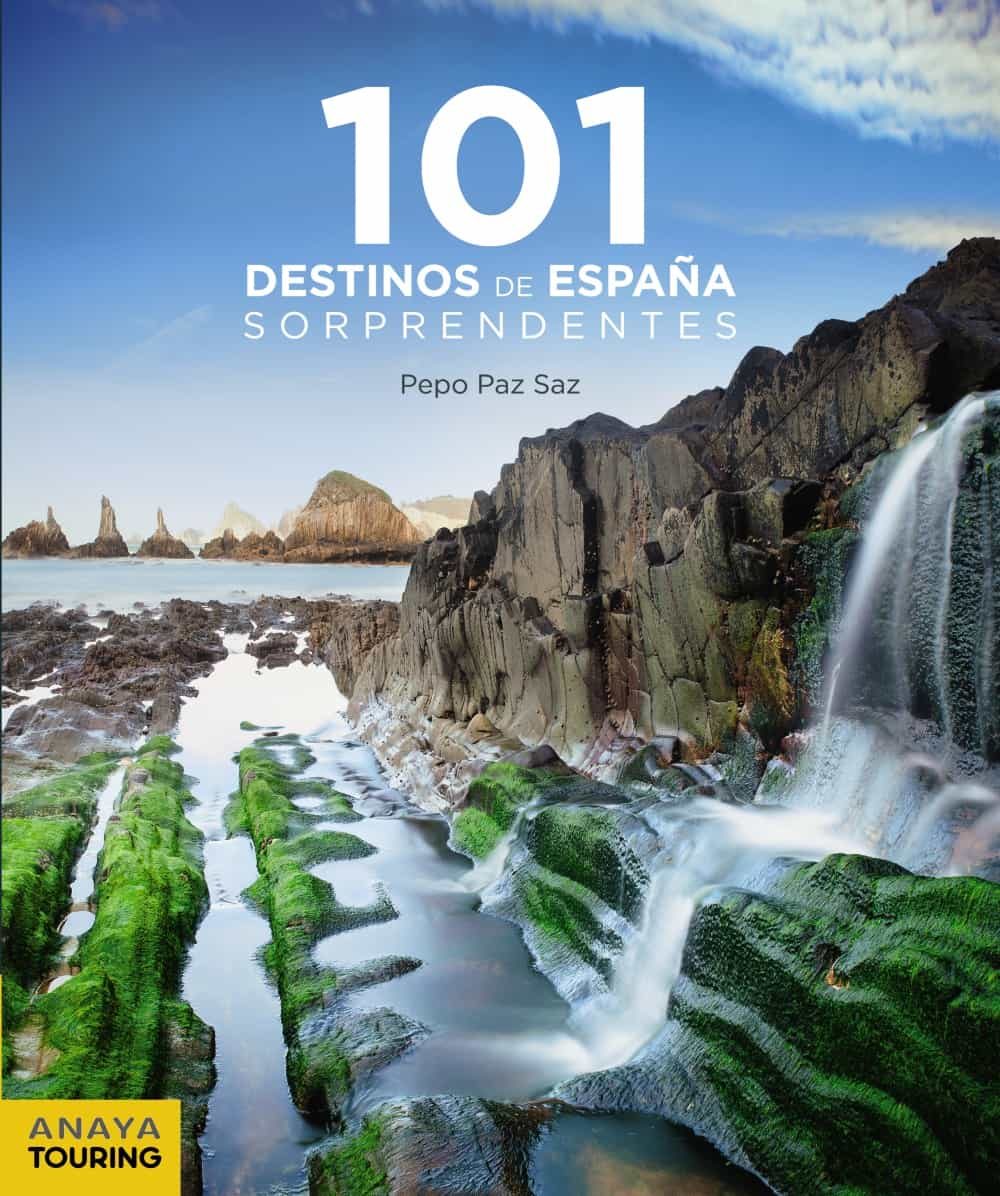 101
DESTINOS DE ESPAÑA
SORPRENDENTES
Pepo Paz Saz
ANAYA
TOURING